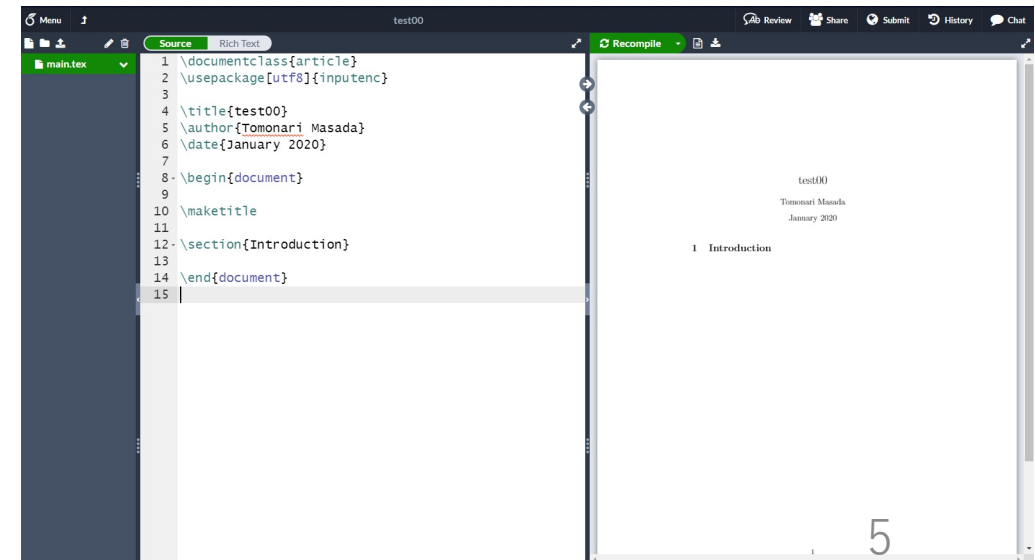 Menu test00 Review Share Submit History Chat
Source Rich Text Recompile
main.tex
1 \documentclass{article}
2 \usepackage[utf8]{inputenc}
3
4 \title{test00}
5 \author{Tomonari Masada}
6 \date{January 2020}
7
8 \begin{document}
9
10 \maketitle
11
12 \section{Introduction}
13
14 \end{document}
15
test00
Tomonari Masada
January 2020
1 Introduction
1
5